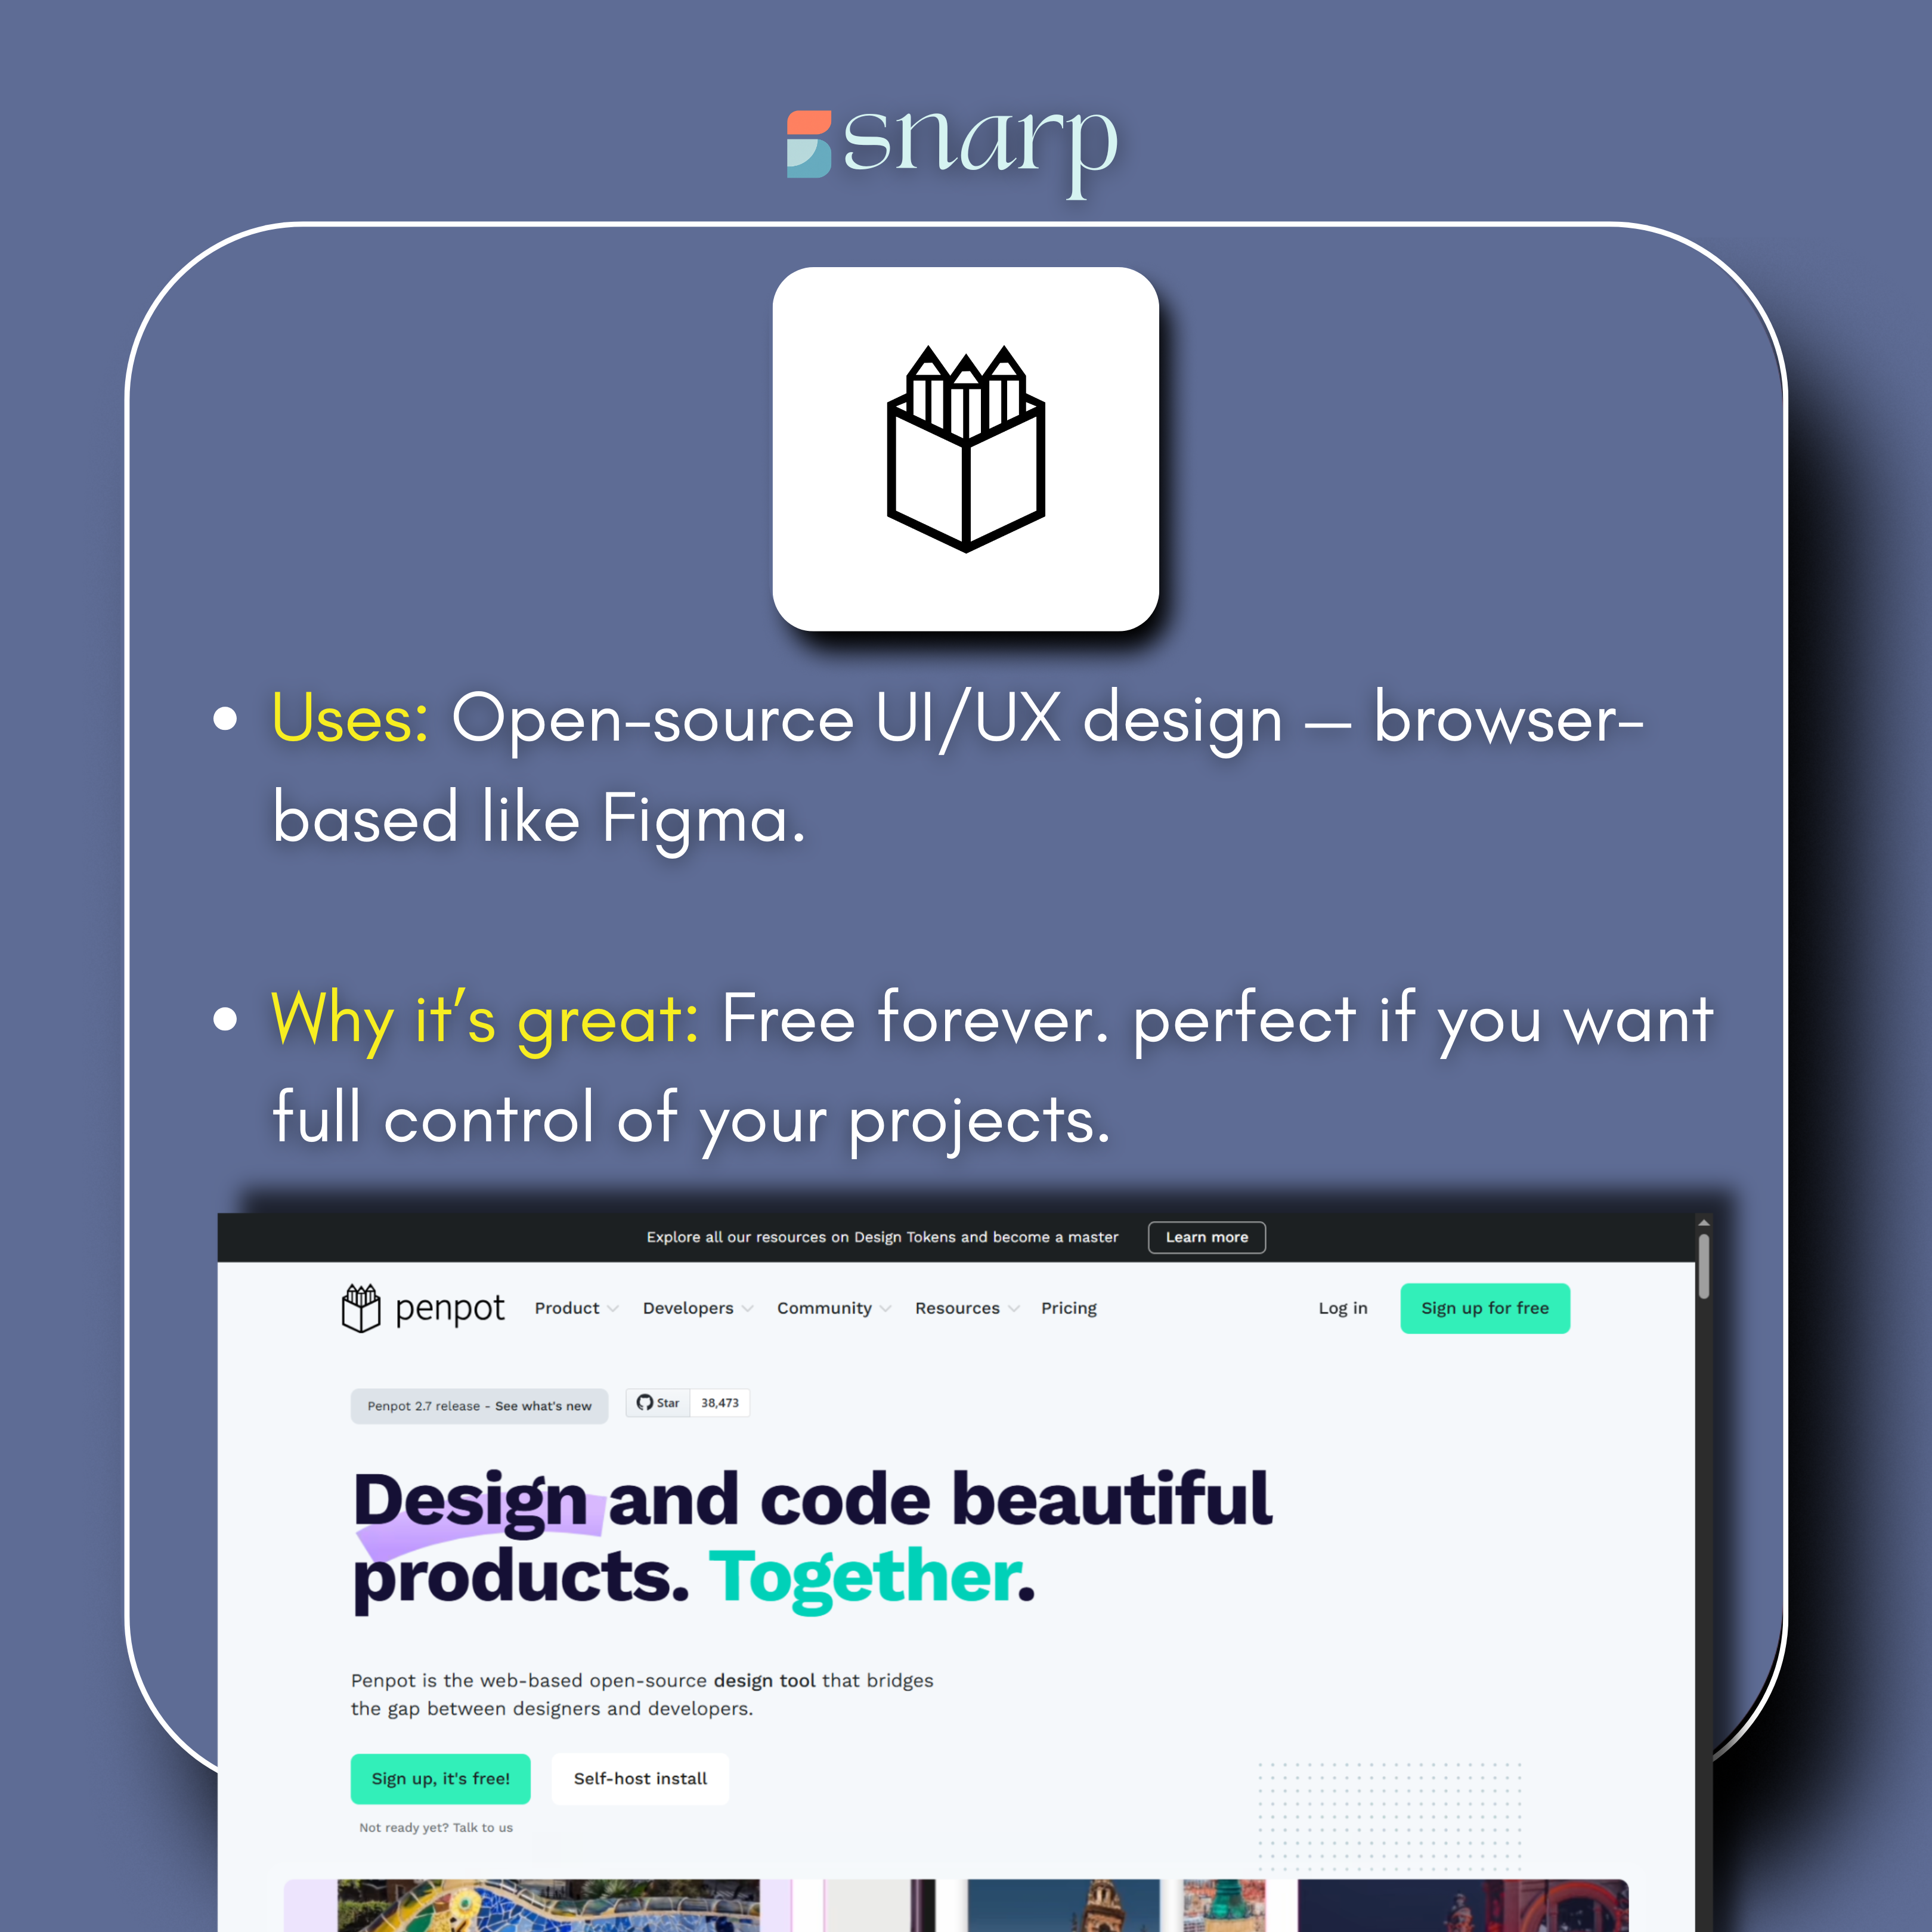 snarp
• Uses: Open-source UI/UX design — browser-
based like Figma.
• Why it's great: Free forever. perfect if you want
full control of your projects.
Explore all our resources on Design Tokens and become a master Learn more
penpot Product Developers Community Resources Pricing Log in Sign up for free
Penpot 2.7 release - See what's new Star 38,473
Design and code beautiful
products. Together.
Penpot is the web-based open-source design tool that bridges
the gap between designers and developers.
Sign up, it's free! Self-host install
Not ready yet? Talk to us